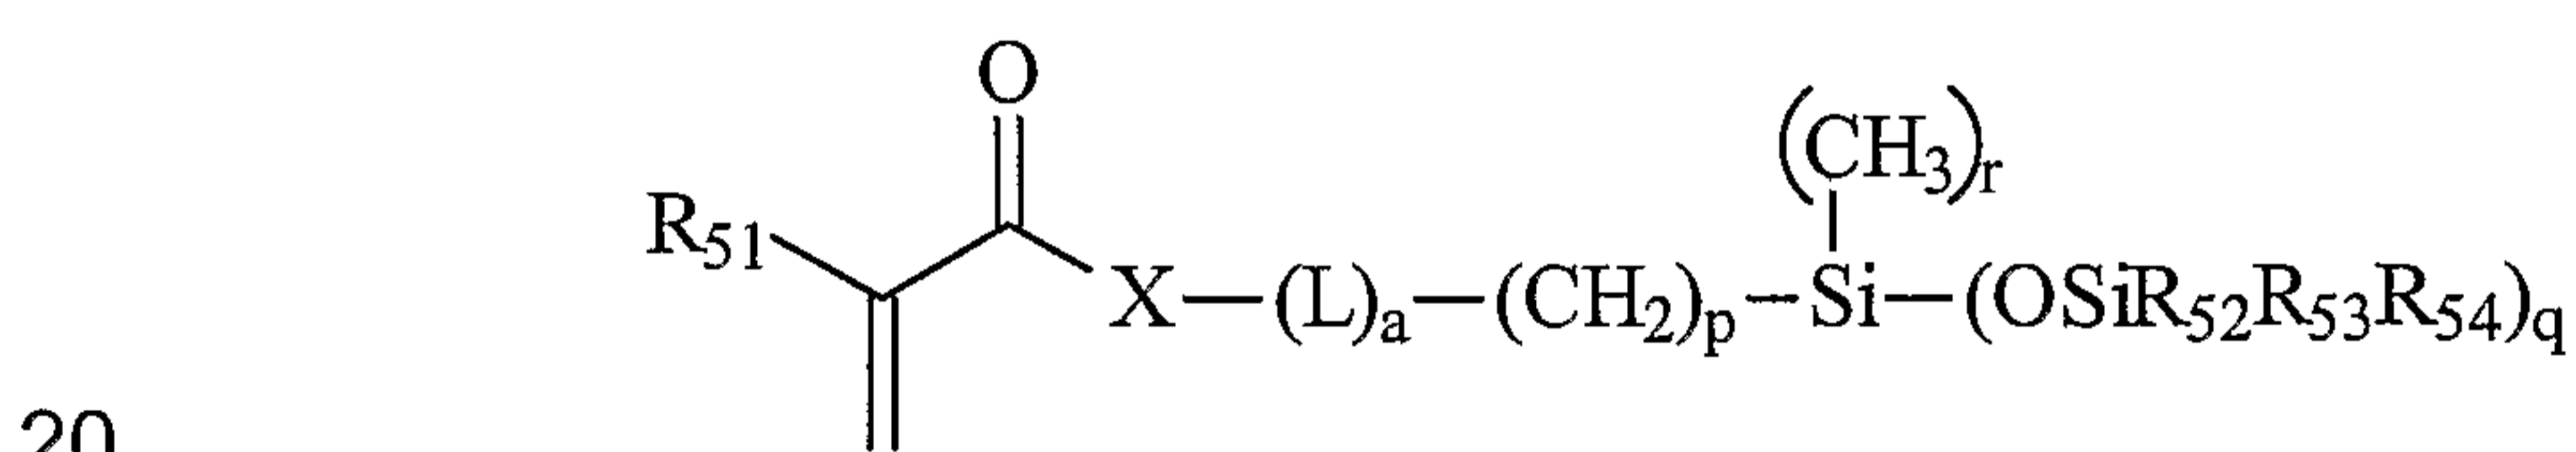 O
(CH3)r
R51
X—(L)a—(CH2)p—Si—(OSiR52R53R54)q
20